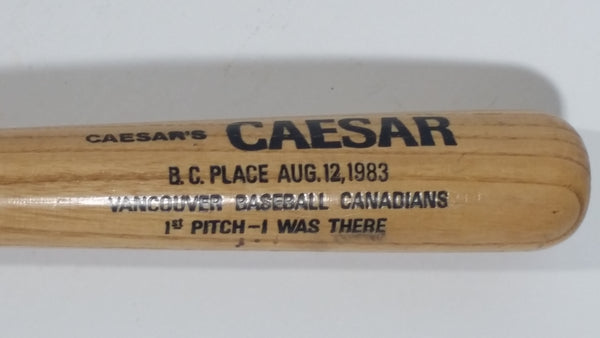 CAESAR'S CAESAR
B.C. PLACE AUG. 12, 1983
VANCOUVER BASEBALL CANADIANS
1st PITCH-I WAS THERE